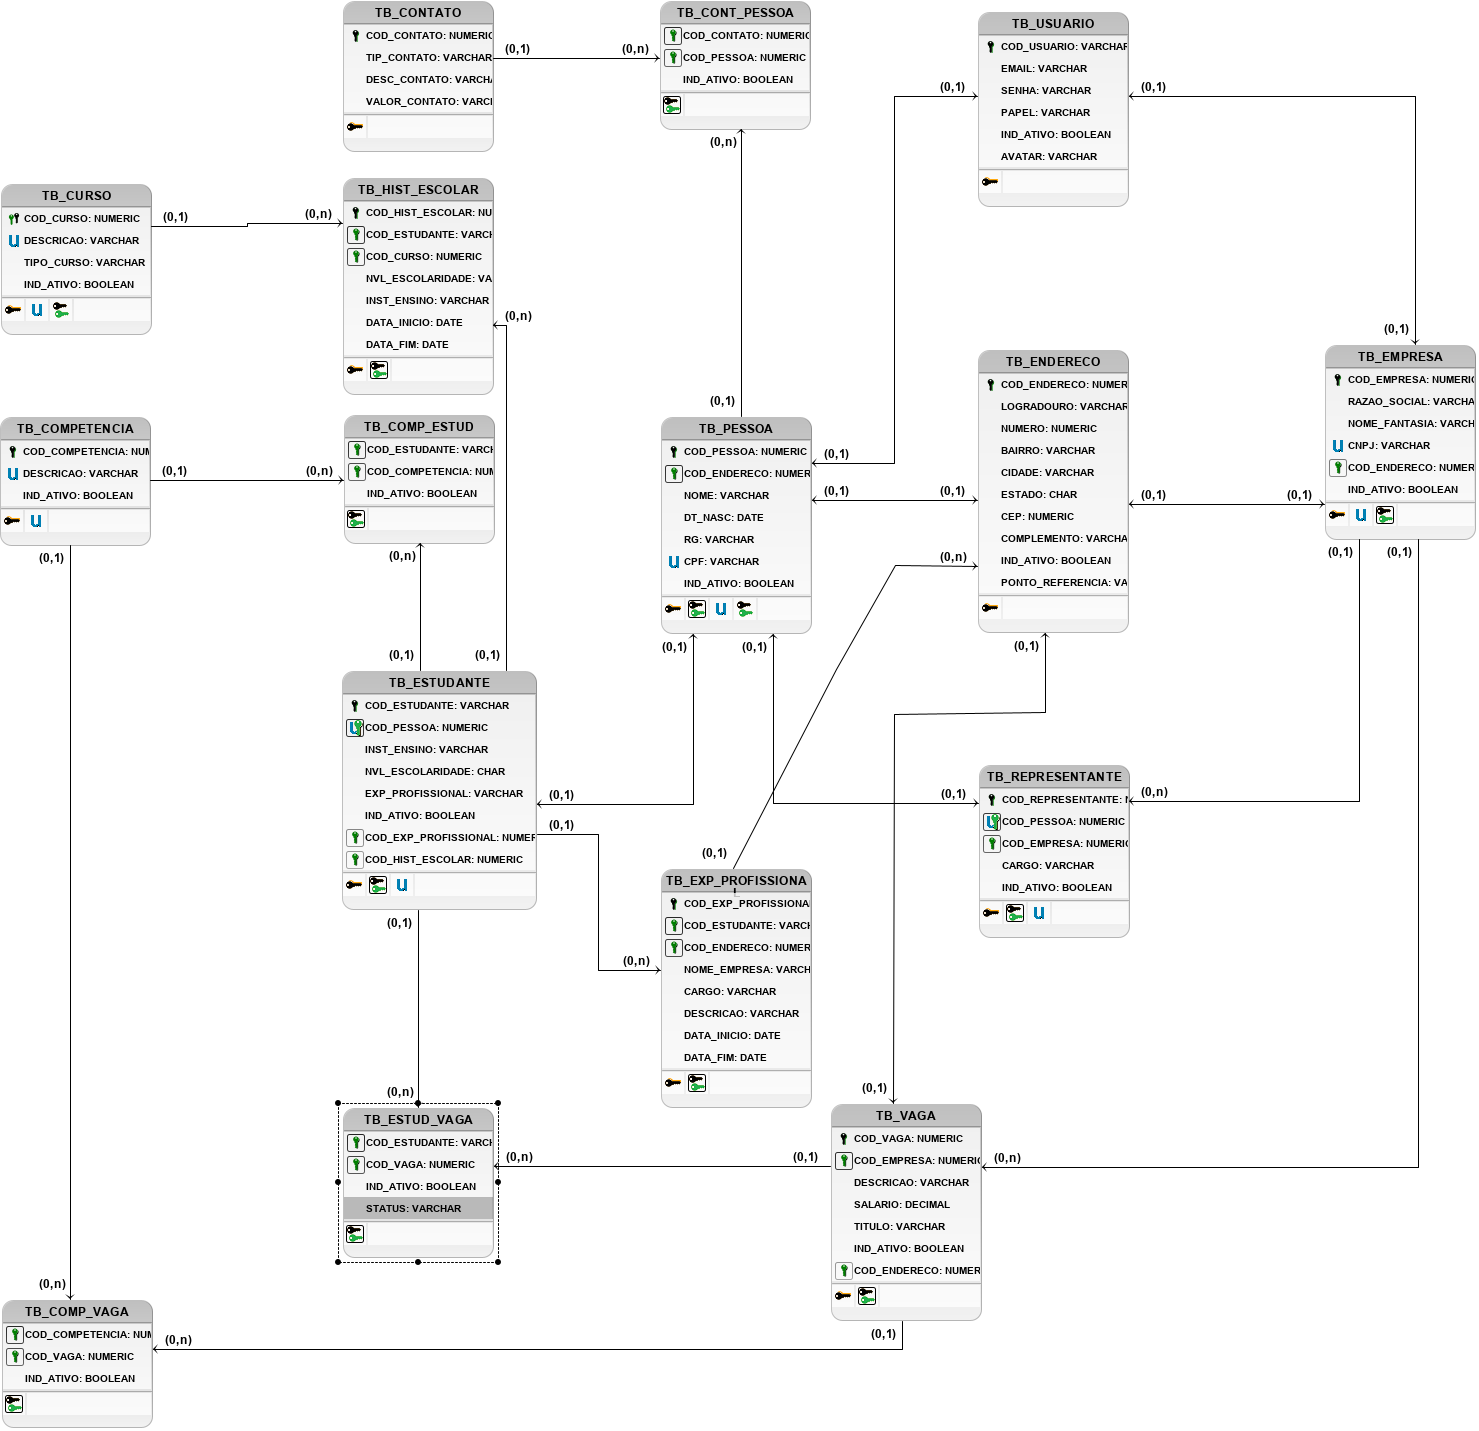 TB_CONTATO
COD_CONTATO: NUMERIC
TIP_CONTATO: VARCHAR
DESC_CONTATO: VARCHA
VALOR_CONTATO: VARCI
(0,1)
(0,n)
TB_CONT_PESSOA
COD_CONTATO: NUMERIC
COD_PESSOA: NUMERIC
IND_ATIVO: BOOLEAN
(0,n)
TB_USUARIO
COD_USUARIO: VARCHAR
EMAIL: VARCHAR
SENHA: VARCHAR
PAPEL: VARCHAR
IND_ATIVO: BOOLEAN
AVATAR: VARCHAR
(0,1)
(0,1)
TB_CURSO
COD_CURSO: NUMERIC
DESCRICAO: VARCHAR
TIPO_CURSO: VARCHAR
IND_ATIVO: BOOLEAN
(0,1)
(0,n)
TB_HIST_ESCOLAR
COD_HIST_ESCOLAR: NU
COD_ESTUDANTE: VARCH
COD_CURSO: NUMERIC
NVL_ESCOLARIDADE: VA
INST_ENSINO: VARCHAR
DATA_INICIO: DATE
DATA_FIM: DATE
(0,n)
TB_COMPETENCIA
COD_COMPETENCIA: NUM
DESCRICAO: VARCHAR
IND_ATIVO: BOOLEAN
(0,1)
(0,n)
(0,1)
TB_COMP_ESTUD
COD_ESTUDANTE: VARCH
COD_COMPETENCIA: NUM
IND_ATIVO: BOOLEAN
(0,n)
(0,1)
(0,1)
(0,1)
TB_PESSOA
COD_PESSOA: NUMERIC
COD_ENDERECO: NUMER
NOME: VARCHAR
DT_NASC: DATE
RG: VARCHAR
CPF: VARCHAR
IND_ATIVO: BOOLEAN
(0,1)
(0,1)
(0,1)
(0,n)
(0,1)
(0,1)
TB_ENDERECO
COD_ENDERECO: NUMER
LOGRADOURO: VARCHAR
NUMERO: NUMERIC
BAIRRO: VARCHAR
CIDADE: VARCHAR
ESTADO: CHAR
CEP: NUMERIC
COMPLEMENTO: VARCHA
IND_ATIVO: BOOLEAN
PONTO_REFERENCIA: VA
(0,1)
(0,1)
(0,1)
(0,1)
TB_EMPRESA
COD_EMPRESA: NUMERIC
RAZAO_SOCIAL: VARCHA
NOME_FANTASIA: VARCH
CNPJ: VARCHAR
COD_ENDERECO: NUMER
IND_ATIVO: BOOLEAN
(0,1)
(0,1)
TB_ESTUDANTE
COD_ESTUDANTE: VARCHAR
COD_PESSOA: NUMERIC
INST_ENSINO: VARCHAR
NVL_ESCOLARIDADE: CHAR
EXP_PROFISSIONAL: VARCHAR
IND_ATIVO: BOOLEAN
COD_EXP_PROFISSIONAL: NUMER
COD_HIST_ESCOLAR: NUMERIC
(0,1)
(0,1)
(0,1)
(0,n)
(0,1)
TB_EXP_PROFISSIONA
COD_EXP_PROFISSIONAI
COD_ESTUDANTE: VARCH
COD_ENDERECO: NUMER
NOME_EMPRESA: VARCH
CARGO: VARCHAR
DESCRICAO: VARCHAR
DATA_INICIO: DATE
DATA_FIM: DATE
(0,1)
(0,n)
TB_REPRESENTANTE
COD_REPRESENTANTE: N
COD_PESSOA: NUMERIC
COD_EMPRESA: NUMERIC
CARGO: VARCHAR
IND_ATIVO: BOOLEAN
(0,n)
TB_ESTUD_VAGA
COD_ESTUDANTE: VARCH
COD_VAGA: NUMERIC
IND_ATIVO: BOOLEAN
STATUS: VARCHAR
(0,n)
(0,1)
(0,1)
TB_VAGA
COD_VAGA: NUMERIC
COD_EMPRESA: NUMERIC
DESCRICAO: VARCHAR
SALARIO: DECIMAL
TITULO: VARCHAR
IND_ATIVO: BOOLEAN
COD_ENDERECO: NUMER
(0,n)
(0,1)
(0,n)
TB_COMP_VAGA
COD_COMPETENCIA: NUM
COD_VAGA: NUMERIC
IND_ATIVO: BOOLEAN
(0,n)